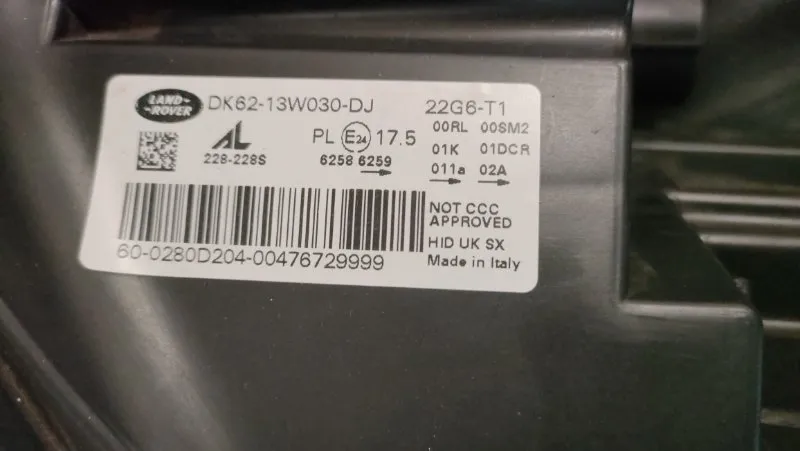 LAND-
ROVER
DK62-13W030-DJ 22G6-T1
AL
228-228S
PL E24 17.5
6258 6259
00RL 00SM2
01K 01DCR
011a 02A
NOT CCC
APPROVED
HID UK SX
Made in Italy
60-0280D204-00476729999